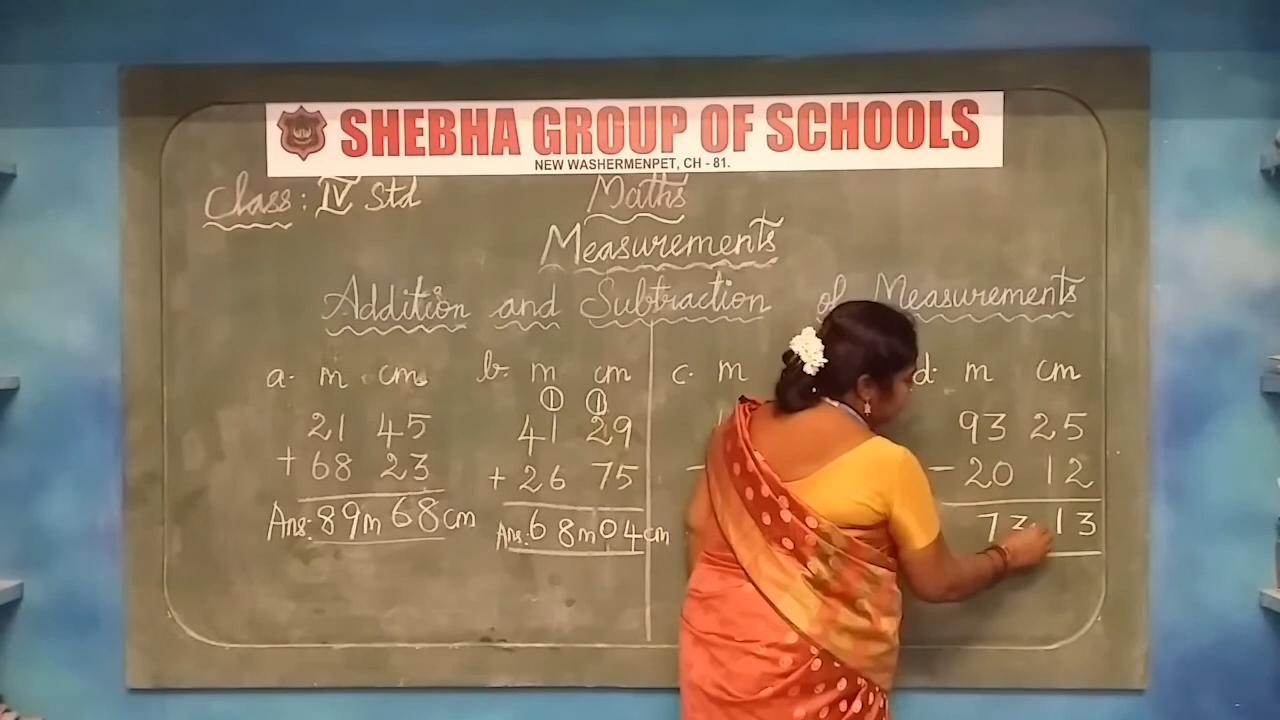 SHEBHA GROUP OF SCHOOLS
NEW WASHERMENPET, CH - 81.
Class: IV Std
Maths
Measurements
Addition and Subtraction of Measurements
a. m cm
21 45
+ 68 23
Ans: 89m 68cm
b. m cm
1 1
41 29
+ 26 75
Ans: 68m 04cm
c. m
-
d. m cm
93 25
- 20 12
73 13